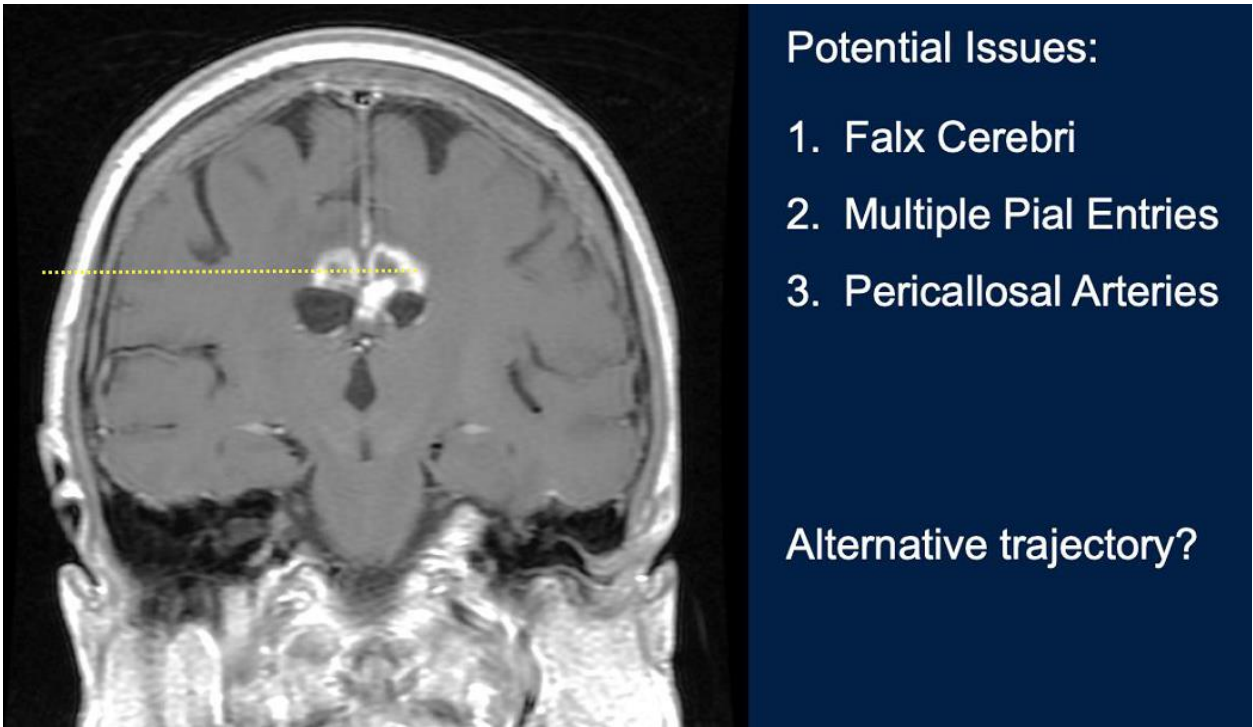 Potential Issues:
1. Falx Cerebri
2. Multiple Pial Entries
3. Pericallosal Arteries
Alternative trajectory?